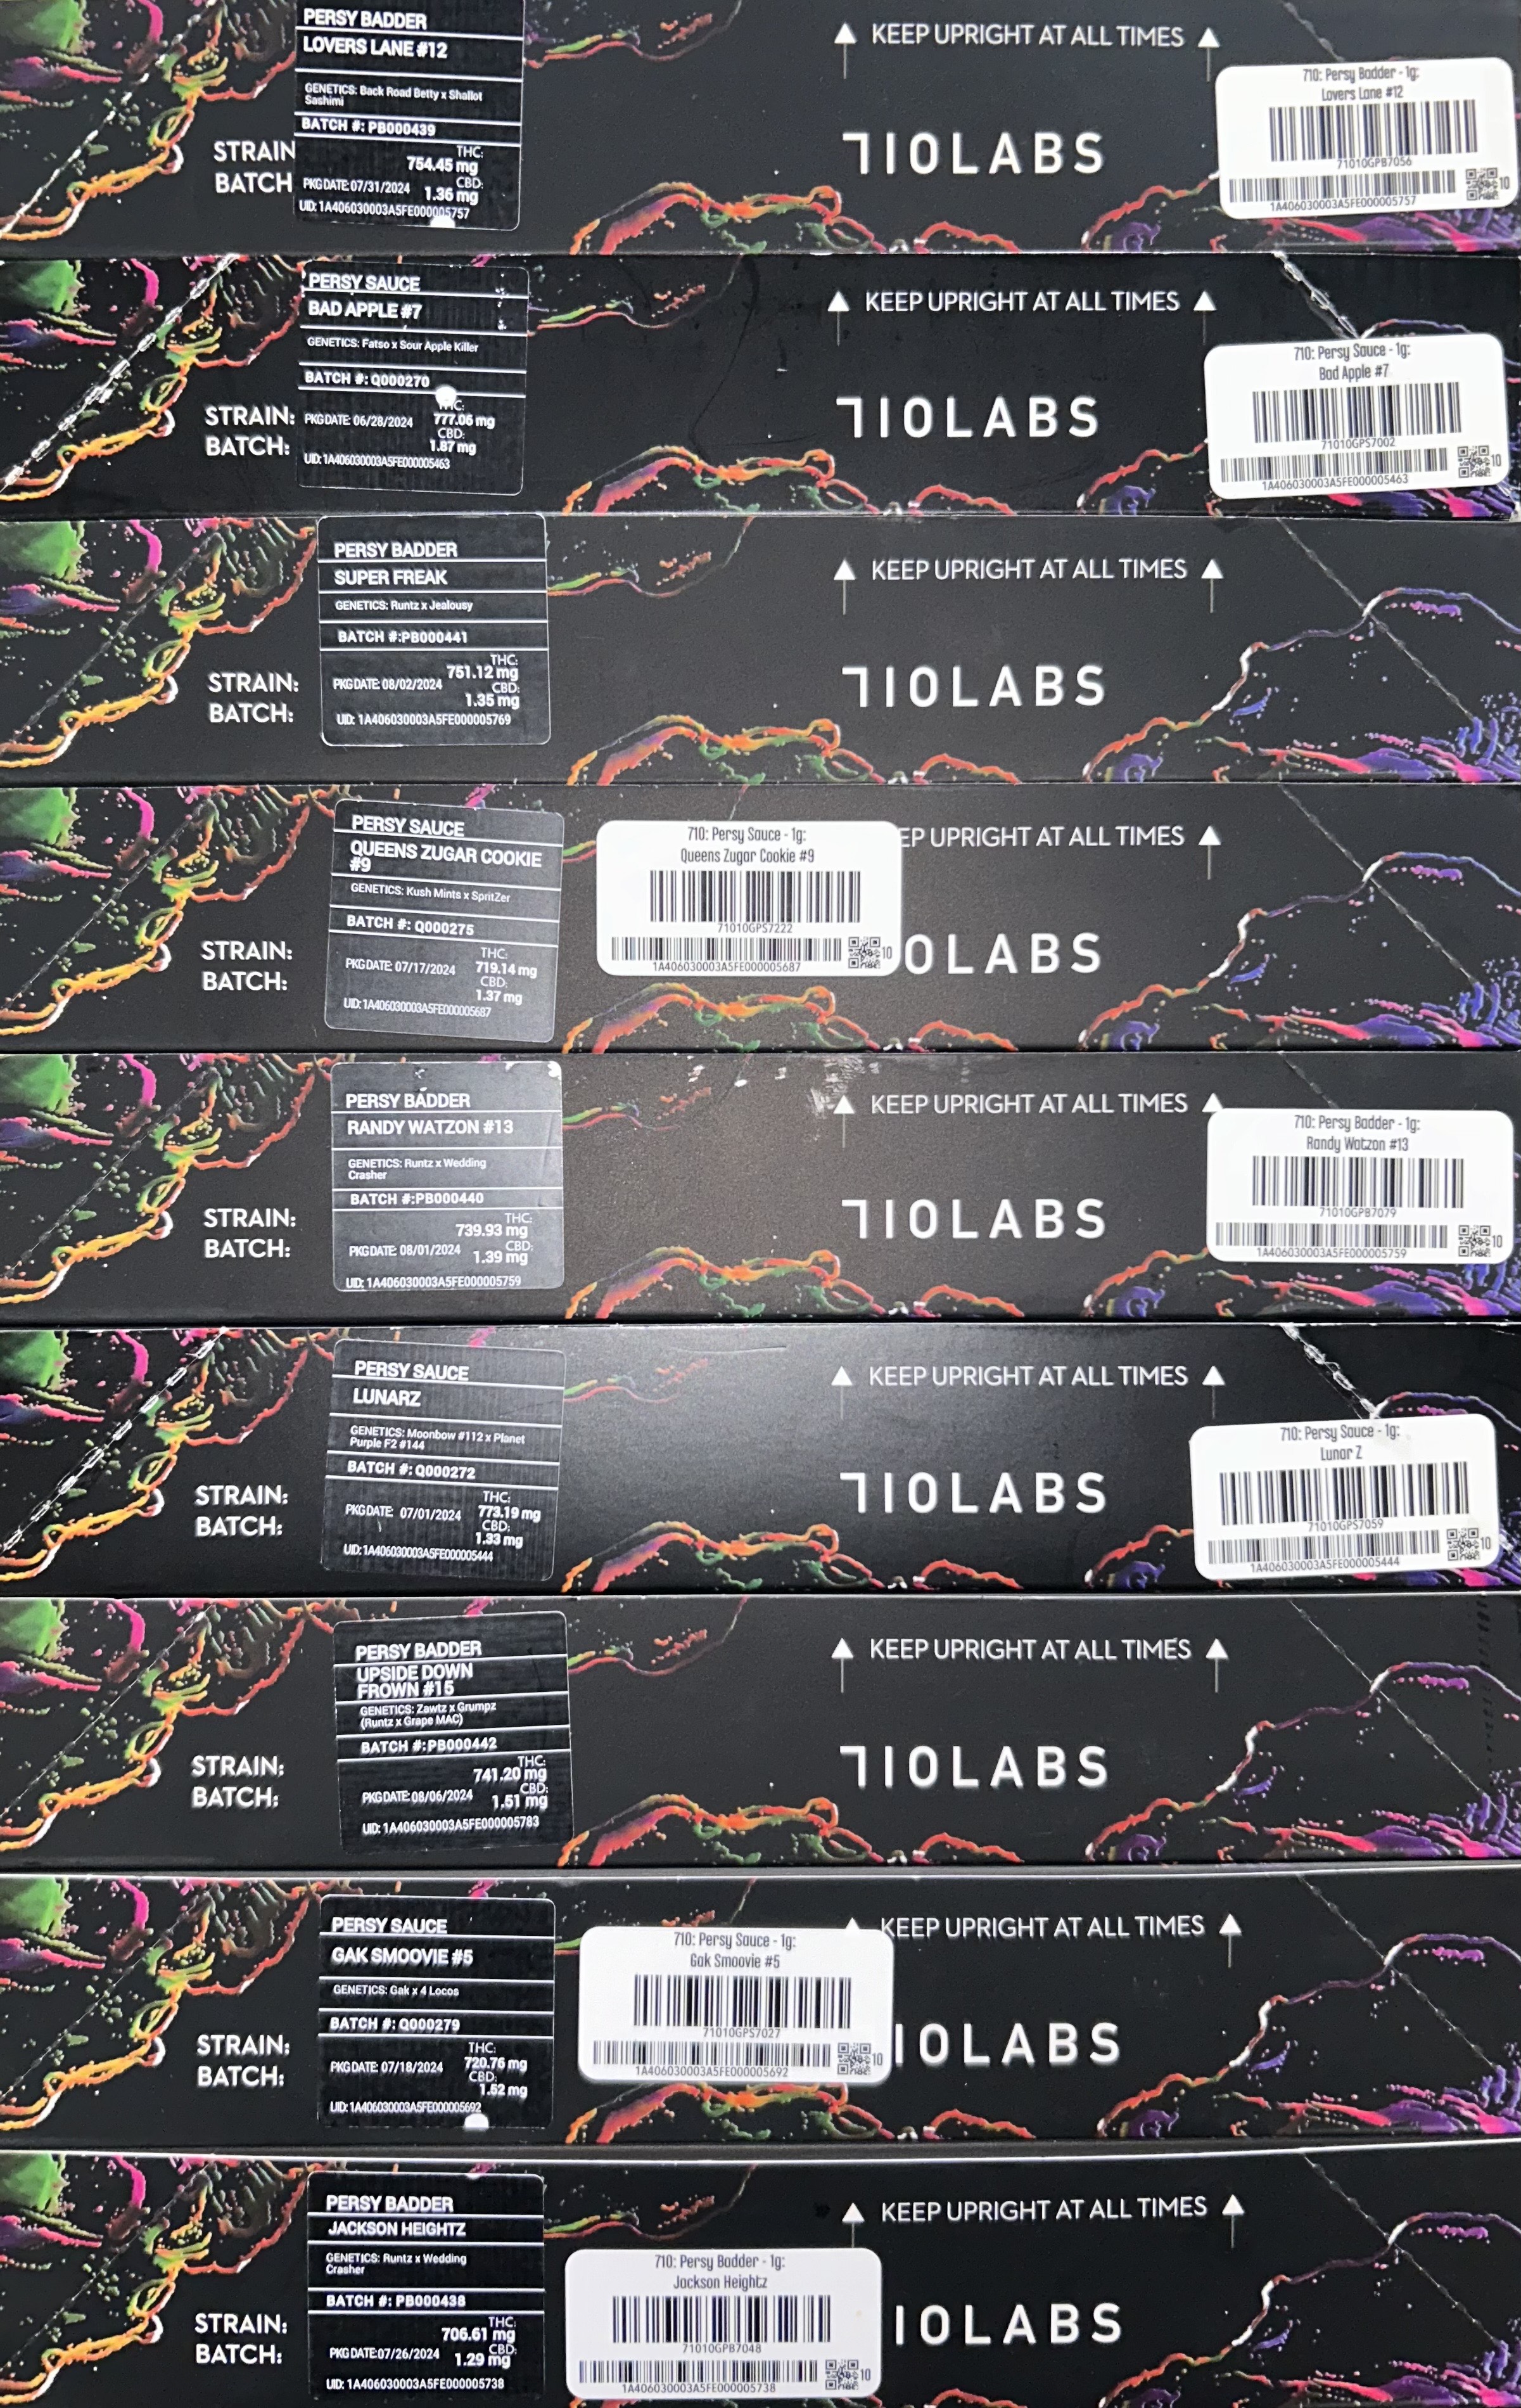 PERSY BADDER
LOVERS LANE #12
GENETICS: Back Road Betty x Shallot
Sashimi
BATCH #: PB000439
THC:
754.45 mg
PKG DATE: 07/31/2024
CBD:
1.36 mg
UID: 1A406030003A5FE000005757
STRAIN
BATCH
KEEP UPRIGHT AT ALL TIMES
710LABS
710: Persy Badder - 1g:
Lovers Lane #12
71010GPB7056
1A406030003A5FE000005757
10
PERSY SAUCE
BAD APPLE #7
GENETICS: Fatso x Sour Apple Killer
BATCH #: Q000270
THC:
777.06 mg
PKG DATE: 06/28/2024
CBD:
1.87 mg
UID: 1A406030003A5FE000005463
STRAIN:
BATCH:
KEEP UPRIGHT AT ALL TIMES
710LABS
710: Persy Sauce - 1g:
Bad Apple #7
71010GPS7002
1A406030003A5FE000005463
10
PERSY BADDER
SUPER FREAK
GENETICS: Runtz x Jealousy
BATCH #:PB000441
THC:
751.12 mg
PKG DATE: 08/02/2024
CBD:
1.35 mg
UID: 1A406030003A5FE000005769
STRAIN:
BATCH:
KEEP UPRIGHT AT ALL TIMES
710LABS
PERSY SAUCE
QUEENS ZUGAR COOKIE
#9
GENETICS: Kush Mints x SpritZer
BATCH #: Q000275
THC:
719.14 mg
PKG DATE: 07/17/2024
CBD:
1.37 mg
UID: 1A406030003A5FE000005687
STRAIN:
BATCH:
710: Persy Sauce - 1g:
Queens Zugar Cookie #9
71010GPS7222
1A406030003A5FE000005687
10
EP UPRIGHT AT ALL TIMES
0LABS
PERSY BADDER
RANDY WATZON #13
GENETICS: Runtz x Wedding
Crasher
BATCH #:PB000440
THC:
739.93 mg
PKG DATE: 08/01/2024
CBD:
1.39 mg
UID: 1A406030003A5FE000005759
STRAIN:
BATCH:
KEEP UPRIGHT AT ALL TIMES
710LABS
710: Persy Badder - 1g:
Randy Watzon #13
71010GPB7079
1A406030003A5FE000005759
10
PERSY SAUCE
LUNARZ
GENETICS: Moonbow #112 x Planet
Purple F2 #144
BATCH #: Q000272
THC:
773.19 mg
PKG DATE: 07/01/2024
CBD:
1.33 mg
UID: 1A406030003A5FE000005444
STRAIN:
BATCH:
KEEP UPRIGHT AT ALL TIMES
710LABS
710: Persy Sauce - 1g:
Lunar Z
71010GPS7059
1A406030003A5FE000005444
10
PERSY BADDER
UPSIDE DOWN
FROWN #15
GENETICS: Zawtz x Grumpz
(Runtz x Grape MAC)
BATCH #:PB000442
THC:
741.20 mg
PKG DATE: 08/06/2024
CBD:
1.51 mg
UID: 1A406030003A5FE000005783
STRAIN:
BATCH:
KEEP UPRIGHT AT ALL TIMES
710LABS
PERSY SAUCE
GAK SMOOVIE #5
GENETICS: Gak x 4 Locos
BATCH #: Q000279
THC:
720.76 mg
PKG DATE: 07/18/2024
CBD:
1.52 mg
UID: 1A406030003A5FE000005692
STRAIN:
BATCH:
710: Persy Sauce - 1g:
Gak Smoovie #5
71010GPS7027
1A406030003A5FE000005692
10
KEEP UPRIGHT AT ALL TIMES
10LABS
PERSY BADDER
JACKSON HEIGHTZ
GENETICS: Runtz x Wedding
Crasher
BATCH #: PB000438
THC:
706.61 mg
PKG DATE: 07/26/2024
CBD:
1.29 mg
UID: 1A406030003A5FE000005738
STRAIN:
BATCH:
710: Persy Badder - 1g:
Jackson Heightz
71010GPB7048
1A406030003A5FE000005738
10
KEEP UPRIGHT AT ALL TIMES
10LABS